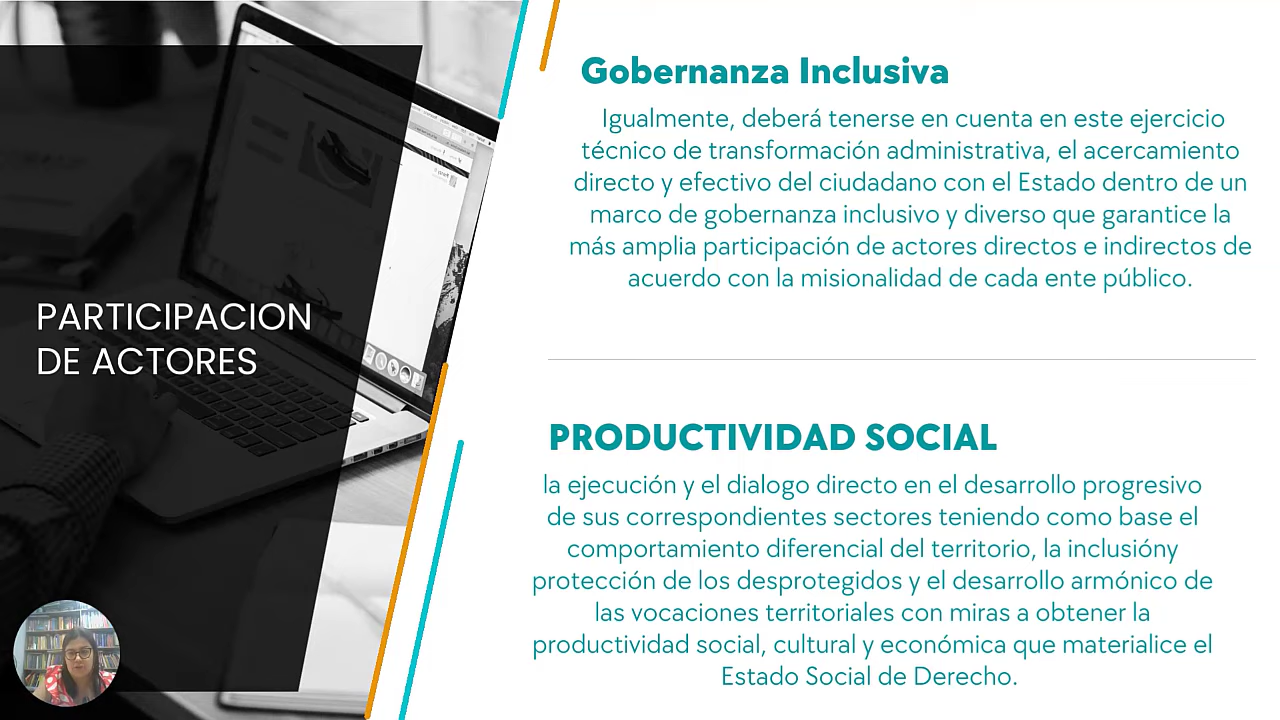 PARTICIPACION
DE ACTORES
Gobernanza Inclusiva
Igualmente, deberá tenerse en cuenta en este ejercicio
técnico de transformación administrativa, el acercamiento
directo y efectivo del ciudadano con el Estado dentro de un
marco de gobernanza inclusivo y diverso que garantice la
más amplia participación de actores directos e indirectos de
acuerdo con la misionalidad de cada ente público.
PRODUCTIVIDAD SOCIAL
la ejecución y el dialogo directo en el desarrollo progresivo
de sus correspondientes sectores teniendo como base el
comportamiento diferencial del territorio, la inclusióny
protección de los desprotegidos y el desarrollo armónico de
las vocaciones territoriales con miras a obtener la
productividad social, cultural y económica que materialice el
Estado Social de Derecho.